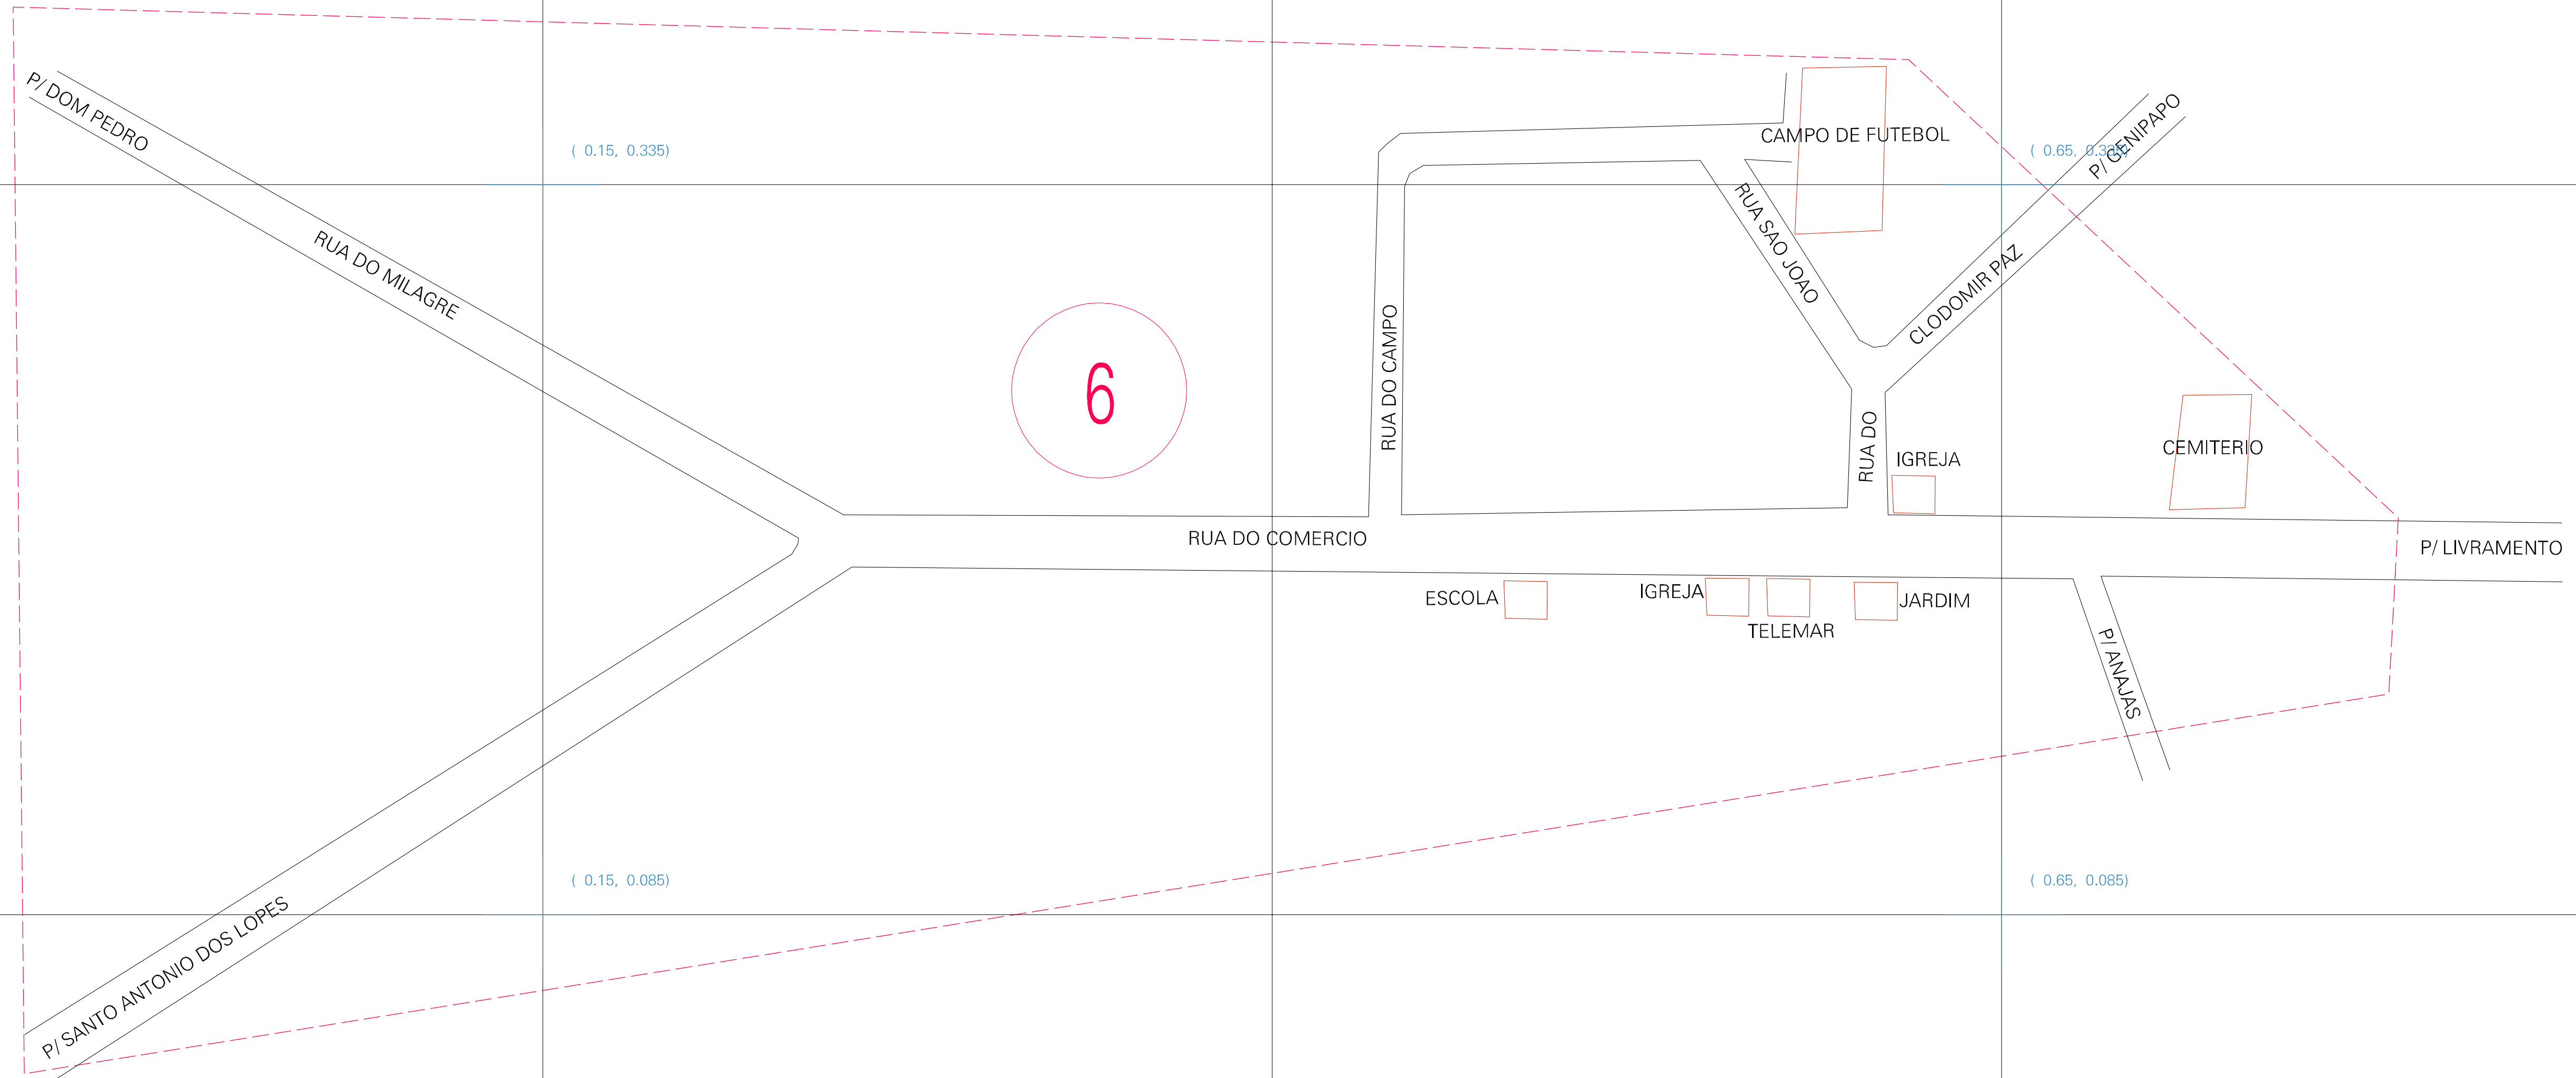 P/ DOM PEDRO
CAMPO DE FUTEBOL
P/ GENIPAPO
( 0.15, 0.335)
( 0.65, 0.335)
RUA DO MILAGRE
RUA SAO JOAO
CLODOMIR PAZ
RUA DO CAMPO
6
RUA DO
IGREJA
CEMITERIO
RUA DO COMERCIO
P/ LIVRAMENTO
ESCOLA
IGREJA
JARDIM
TELEMAR
P/ ANAJAS
( 0.15, 0.085)
( 0.65, 0.085)
P/ SANTO ANTONIO DOS LOPES